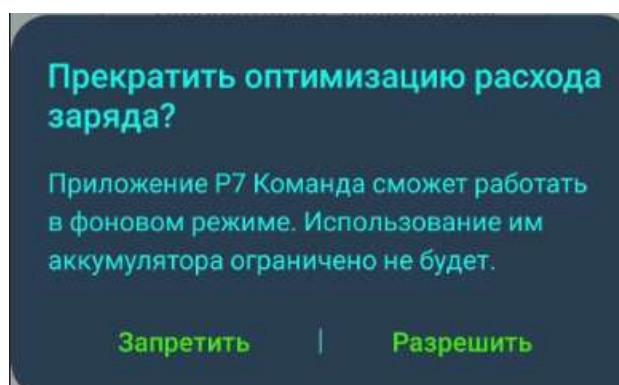 Прекратить оптимизацию расхода
заряда?
Приложение Р7 Команда сможет работать
в фоновом режиме. Использование им
аккумулятора ограничено не будет.
Запретить | Разрешить